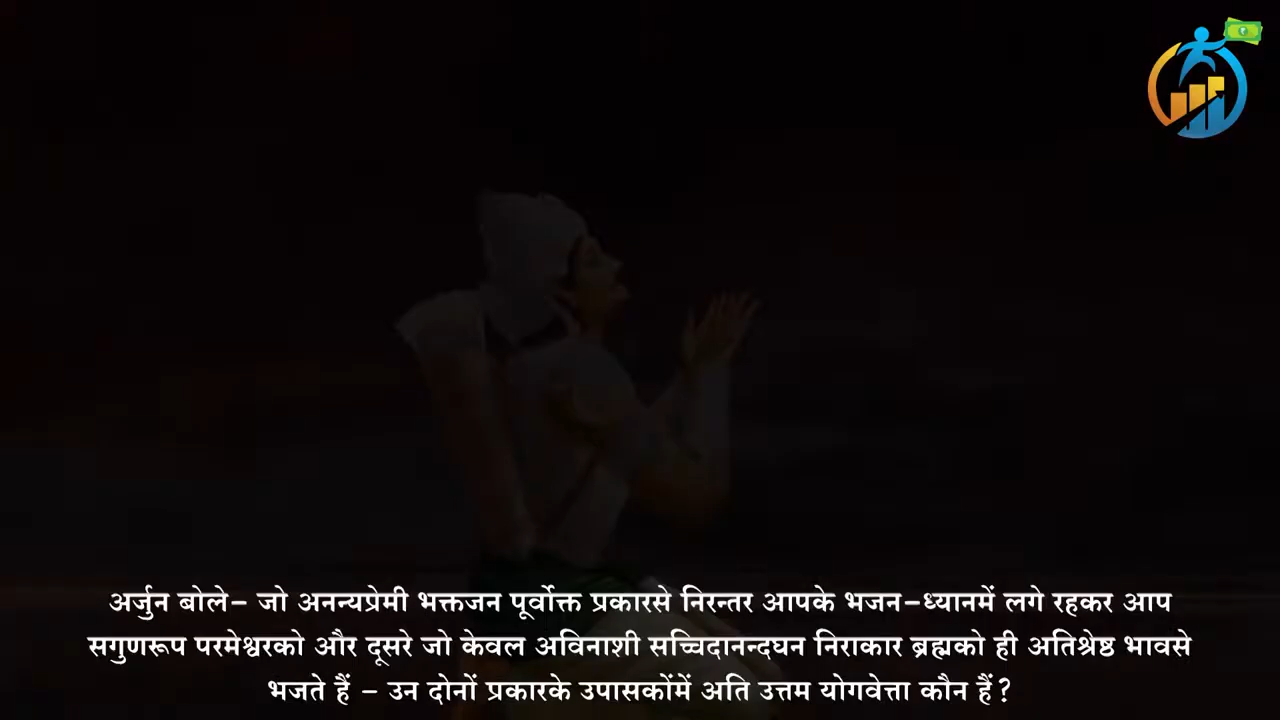 अर्जुन बोले– जो अनन्यप्रेमी भक्तजन पूर्वोक्त प्रकारसे निरन्तर आपके भजन–ध्यानमें लगे रहकर आप
सगुणरूप परमेश्वरको और दूसरे जो केवल अविनाशी सच्चिदानन्दघन निराकार ब्रह्मको ही अतिश्रेष्ठ भावसे
भजते हैं – उन दोनों प्रकारके उपासकोंमें अति उत्तम योगवेत्ता कौन हैं?